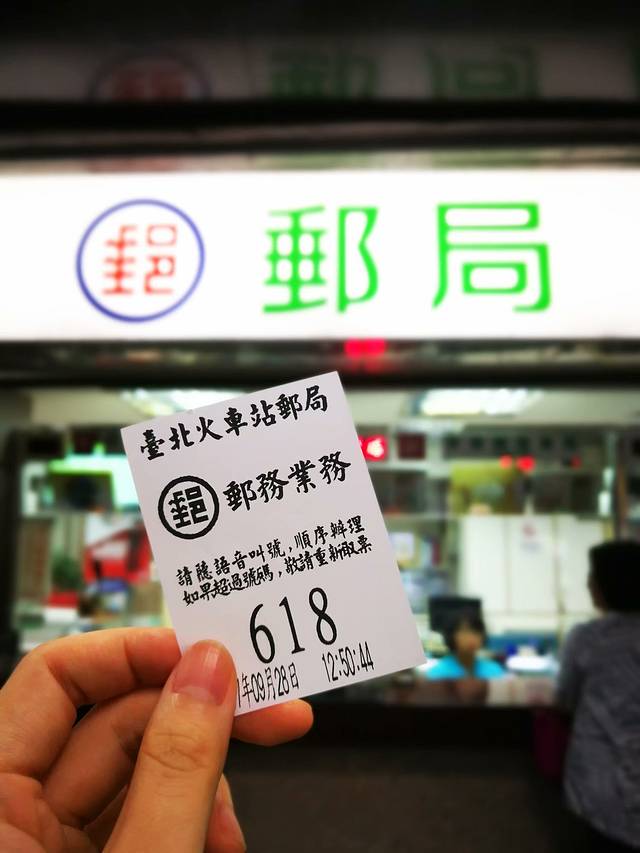 郵 郵局
臺北火車站郵局
郵 郵務業務
請聽語音叫號，順序辦理
如果超過號碼，敬請重新取票
618
年09月28日 12:50:44